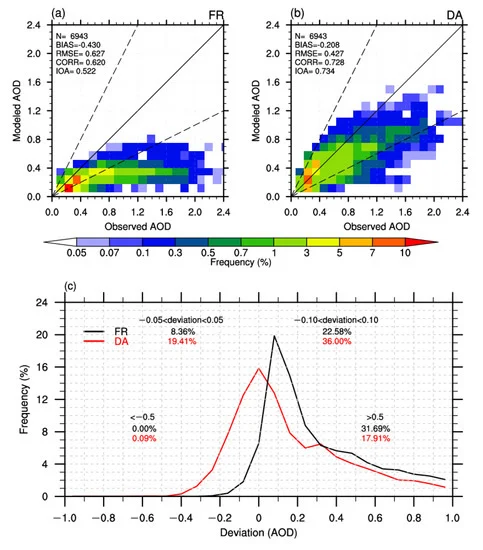 (a) FR (b) DA
2.4 2.4
N= 6943 N= 6943
BIAS=-0.430 BIAS=-0.208
RMSE= 0.627 RMSE= 0.427
CORR= 0.620 CORR= 0.728
IOA= 0.522 IOA= 0.734
2.0 2.0
1.6 1.6
1.2 1.2
0.8 0.8
0.4 0.4
0.0 0.0
Modeled AOD Modeled AOD
0.0 0.4 0.8 1.2 1.6 2.0 2.4 0.0 0.4 0.8 1.2 1.6 2.0 2.4
Observed AOD Observed AOD
0.05 0.07 0.1 0.3 0.5 0.7 1 3 5 7 10
Frequency (%)
(c)
24
−0.05<deviation<0.05 −0.10<deviation<0.10
FR 8.36% 22.58%
DA 19.41% 36.00%
20
16
12
<−0.5 >0.5
0.00% 31.69%
0.09% 17.91%
8
4
0
Frequency (%)
−1.0 −0.8 −0.6 −0.4 −0.2 0 0.2 0.4 0.6 0.8 1.0
Deviation (AOD)